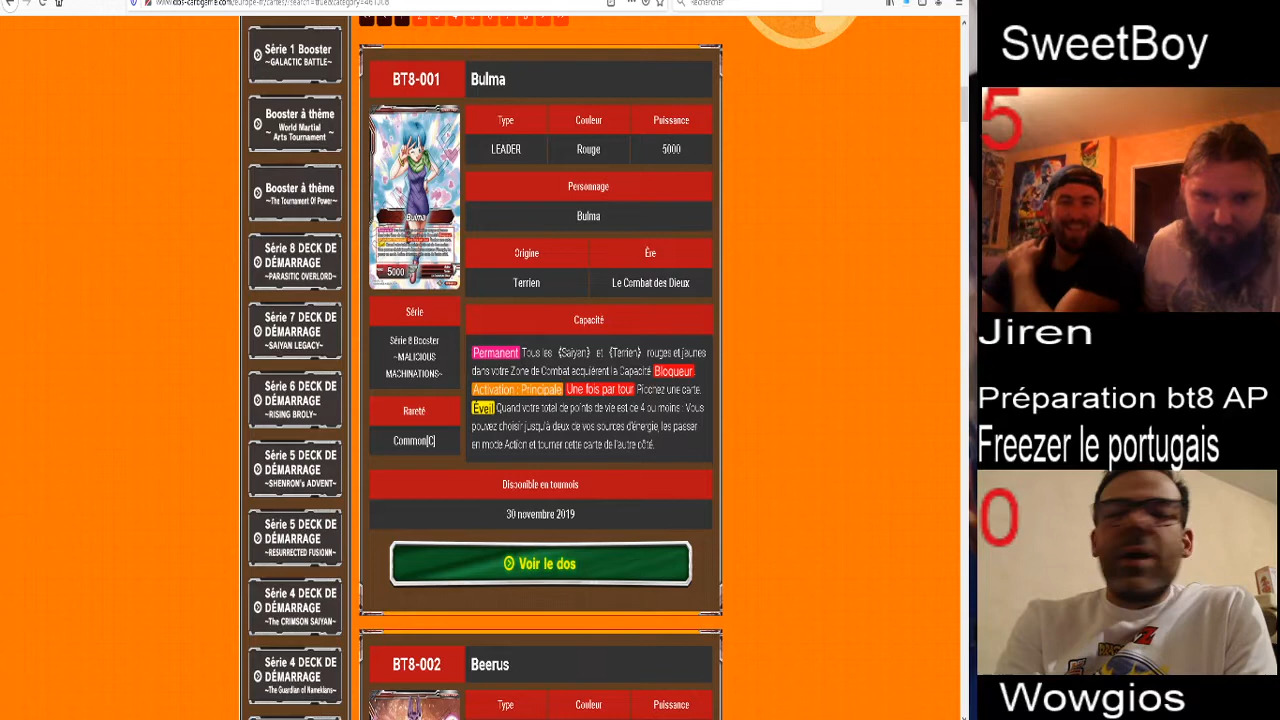 Rechercher
Série 1 Booster
~GALACTIC BATTLE~
Booster à thème
~ World Martial
Arts Tournament ~
Booster à thème
~The Tournament Of Power~
Série 8 DECK DE
DÉMARRAGE
~PARASITIC OVERLORD~
Série 7 DECK DE
DÉMARRAGE
~SAIYAN LEGACY~
Série 6 DECK DE
DÉMARRAGE
~RISING BROLY~
Série 5 DECK DE
DÉMARRAGE
~SHENRON's ADVENT~
Série 5 DECK DE
DÉMARRAGE
~RESURRECTED FUSIONN~
Série 4 DECK DE
DÉMARRAGE
~The CRIMSON SAIYAN~
Série 4 DECK DE
DÉMARRAGE
~The Guardian of Namekians~
BT8-001 Bulma
Type Couleur Puissance
LEADER Rouge 5000
Personnage
Bulma
Origine Ère
Terrien Le Combat des Dieux
Bulma
5000
Série
Série 8 Booster
~MALICIOUS
MACHINATIONS~
Rareté
Common[C]
Capacité
Permanent Tous les 《Saiyan》 et 《Terrien》 rouges et jaunes
dans votre Zone de Combat acquièrent la Capacité Bloqueur.
Activation : Principale Une fois par tour Piochez une carte.
Éveil Quand votre total de points de vie est de 4 ou moins : Vous
pouvez choisir jusqu'à deux de vos sources d'énergie, les passer
en mode Action et tourner cette carte de l'autre côté.
Disponible en tournois
30 novembre 2019
Voir le dos
BT8-002 Beerus
Type Couleur Puissance
SweetBoy
5
Jiren
Préparation bt8 AP
Freezer le portugais
0
Wowgios